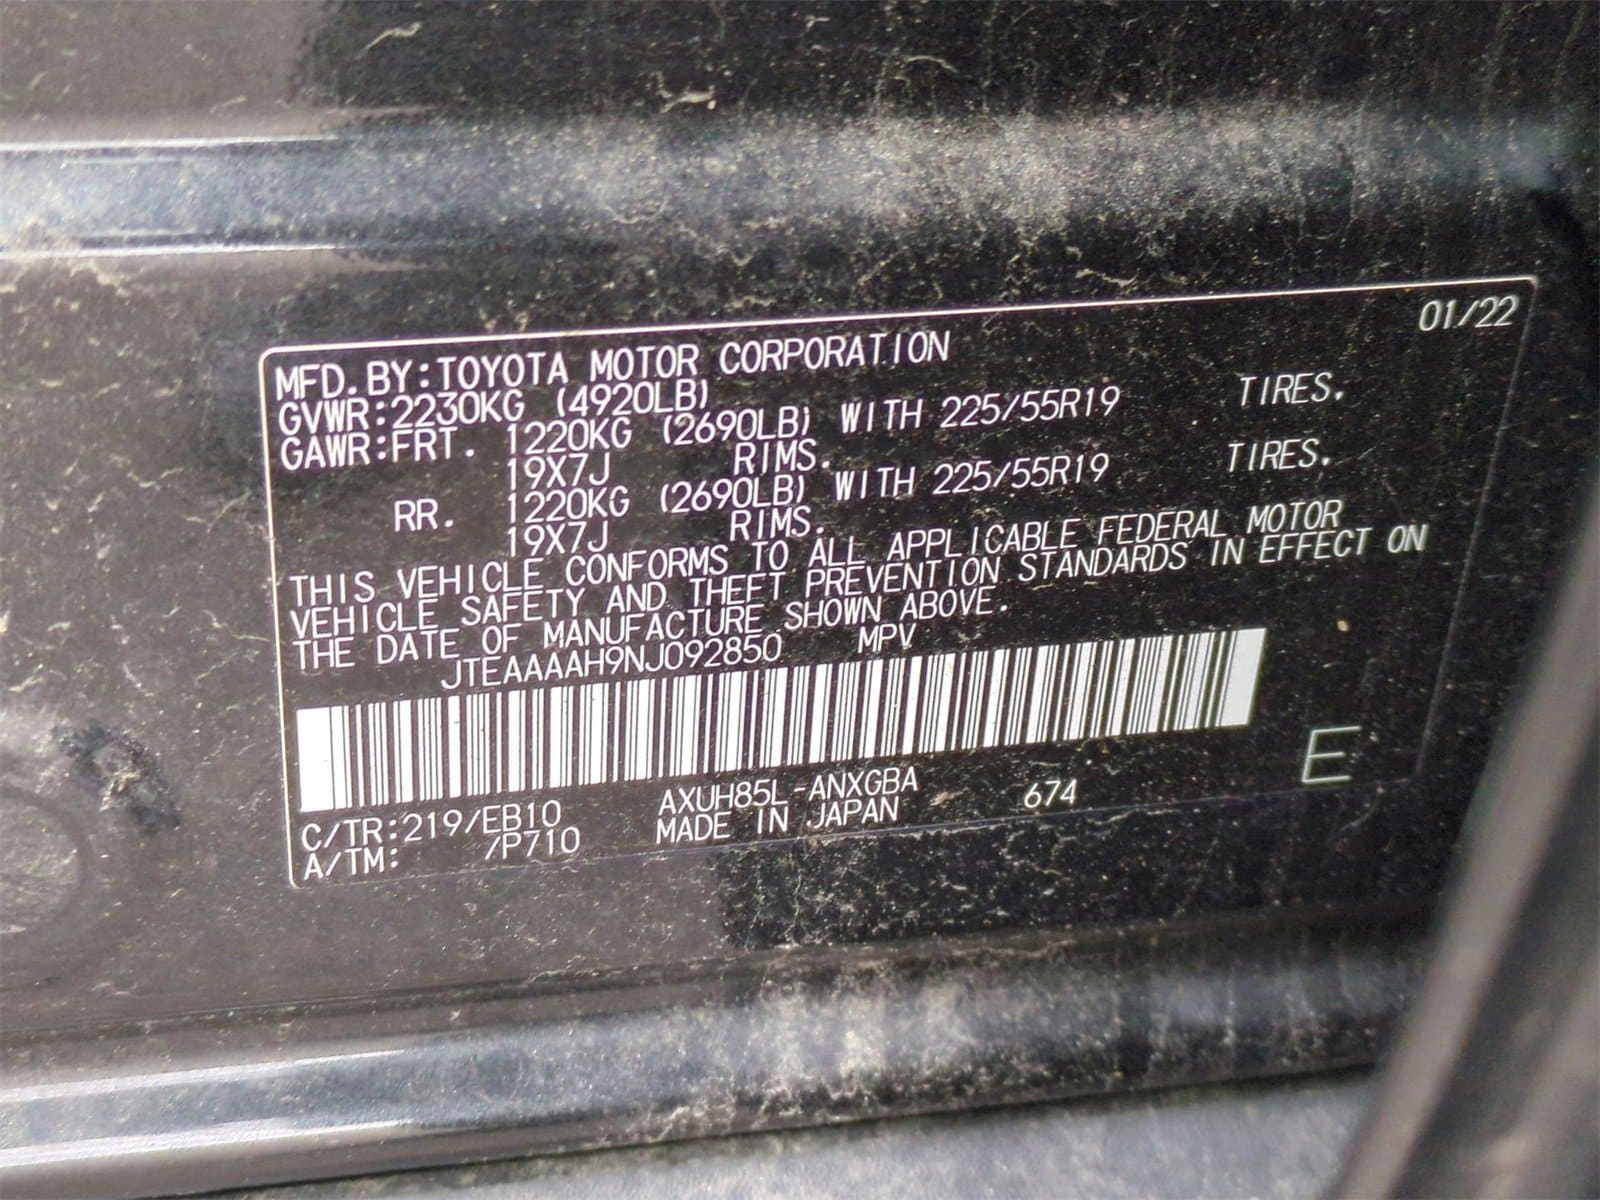 01/22
MFD. BY:TOYOTA MOTOR CORPORATION
GVWR:2230KG (4920LB)
GAWR:FRT. 1220KG (2690LB) WITH 225/55R19 TIRES.
19X7J RIMS.
RR. 1220KG (2690LB) WITH 225/55R19 TIRES.
19X7J RIMS.
THIS VEHICLE CONFORMS TO ALL APPLICABLE FEDERAL MOTOR
VEHICLE SAFETY AND THEFT PREVENTION STANDARDS IN EFFECT ON
THE DATE OF MANUFACTURE SHOWN ABOVE.
JTEAAAAH9NJ092850 MPV
E
C/TR:219/EB10 AXUH85L-ANXGBA 674
A/TM: /P710 MADE IN JAPAN